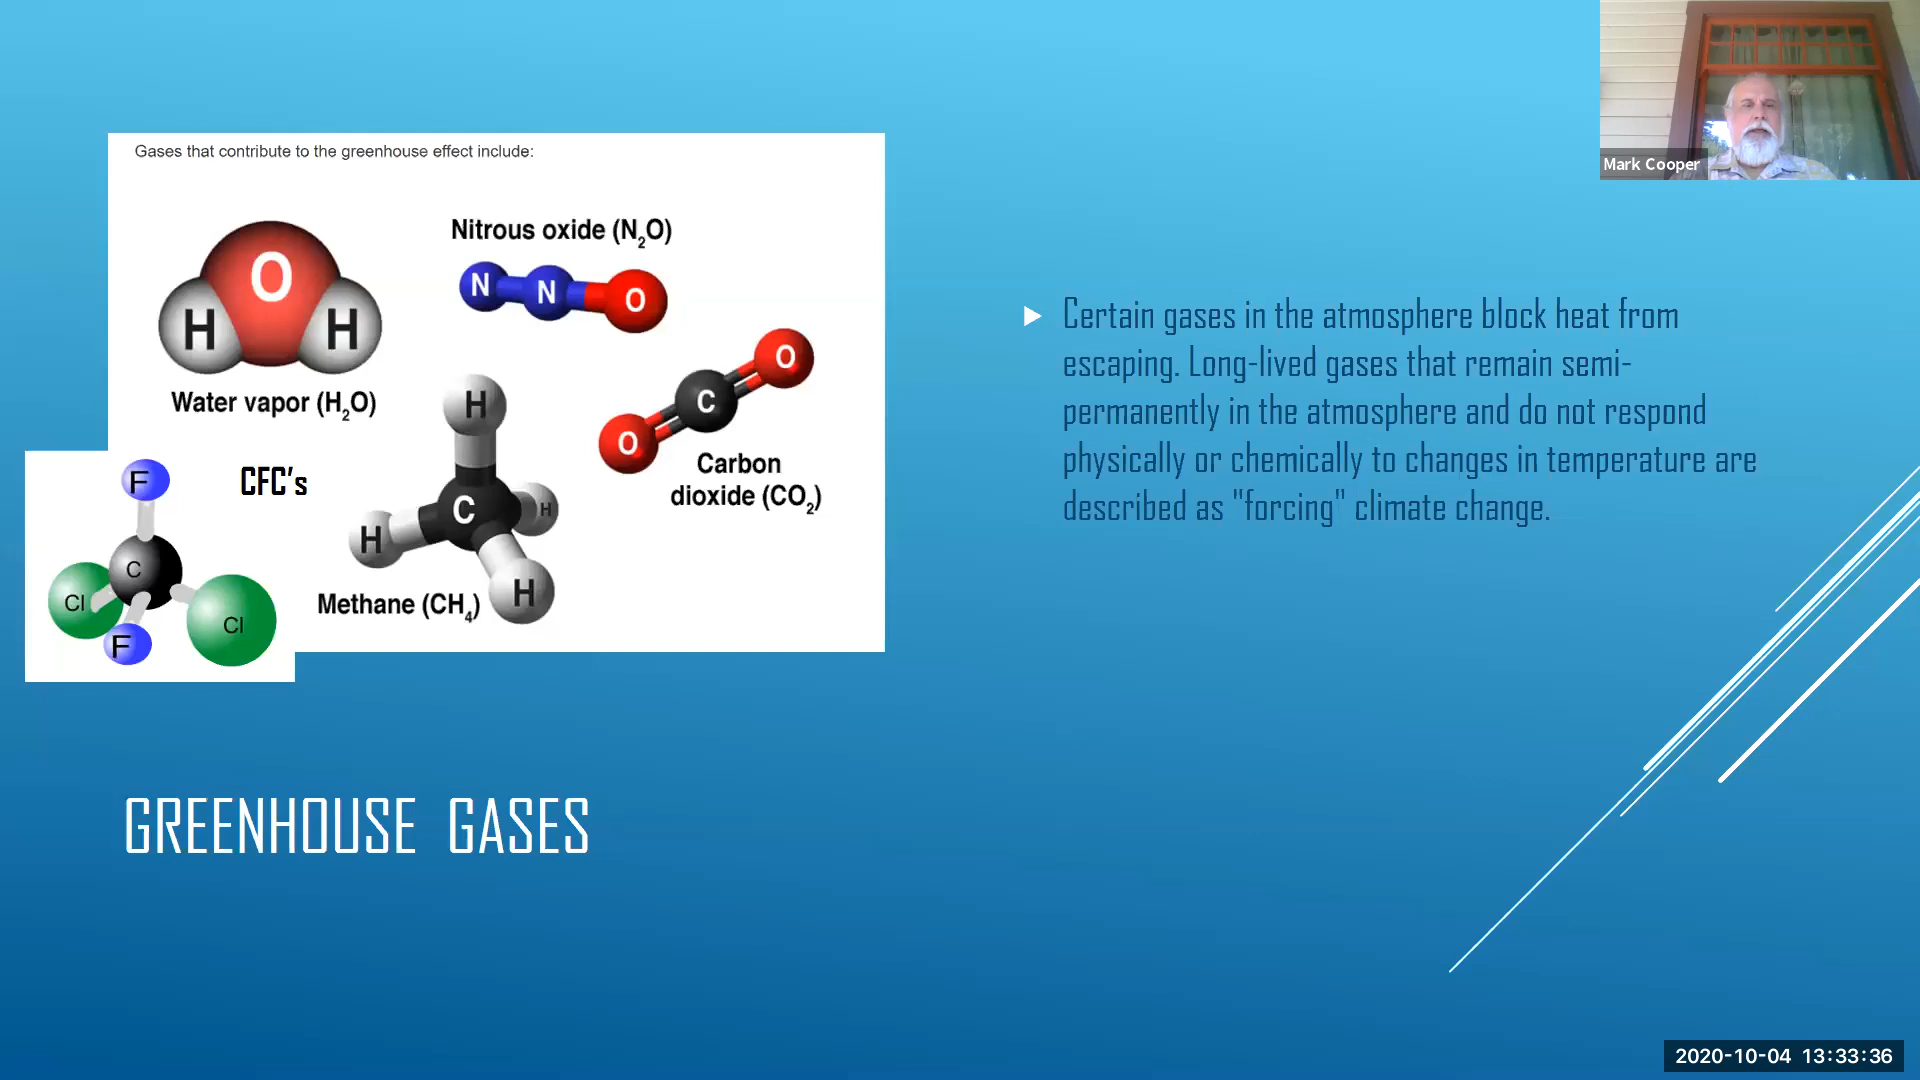 Gases that contribute to the greenhouse effect include:
O
H H
Water vapor (H₂O)
Nitrous oxide (N₂O)
N N O
O
C
O
Carbon
dioxide (CO₂)
CFC's
F
C
Cl
Cl
F
H
C
H
H
H
Methane (CH₄)
Certain gases in the atmosphere block heat from
escaping. Long-lived gases that remain semi-
permanently in the atmosphere and do not respond
physically or chemically to changes in temperature are
described as "forcing" climate change.
GREENHOUSE GASES
Mark Cooper
2020-10-04 13:33:36